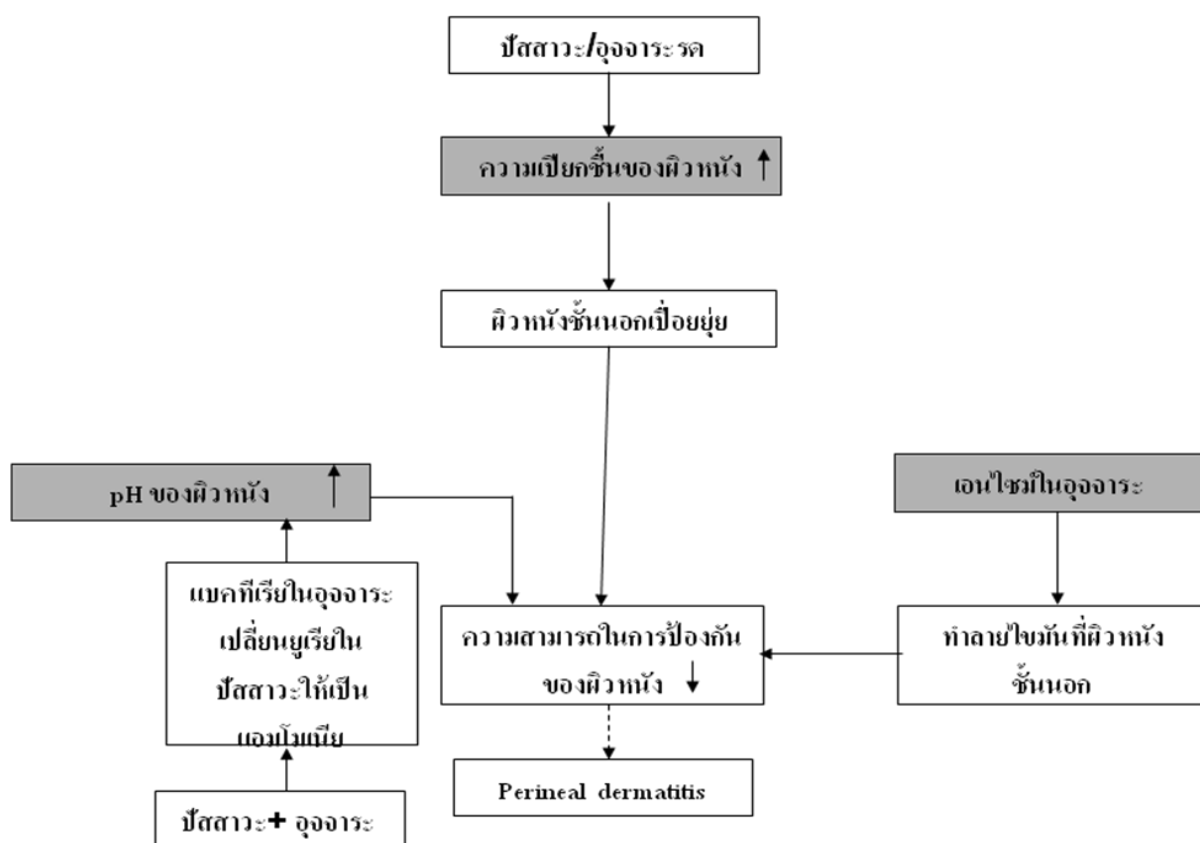 ปัสสาวะ/อุจจาระรด
ความเปียกชื้นของผิวหนัง ↑
ผิวหนังชั้นนอกเปื่อยยุ่ย
pH ของผิวหนัง ↑
เอนไซม์ในอุจจาระ
แบคทีเรียในอุจจาระ
เปลี่ยนยูเรียใน
ปัสสาวะให้เป็น
แอมโมเนีย
ความสามารถในการป้องกัน
ของผิวหนัง ↓
ทำลายไขมันที่ผิวหนัง
ชั้นนอก
Perineal dermatitis
ปัสสาวะ+ อุจจาระ